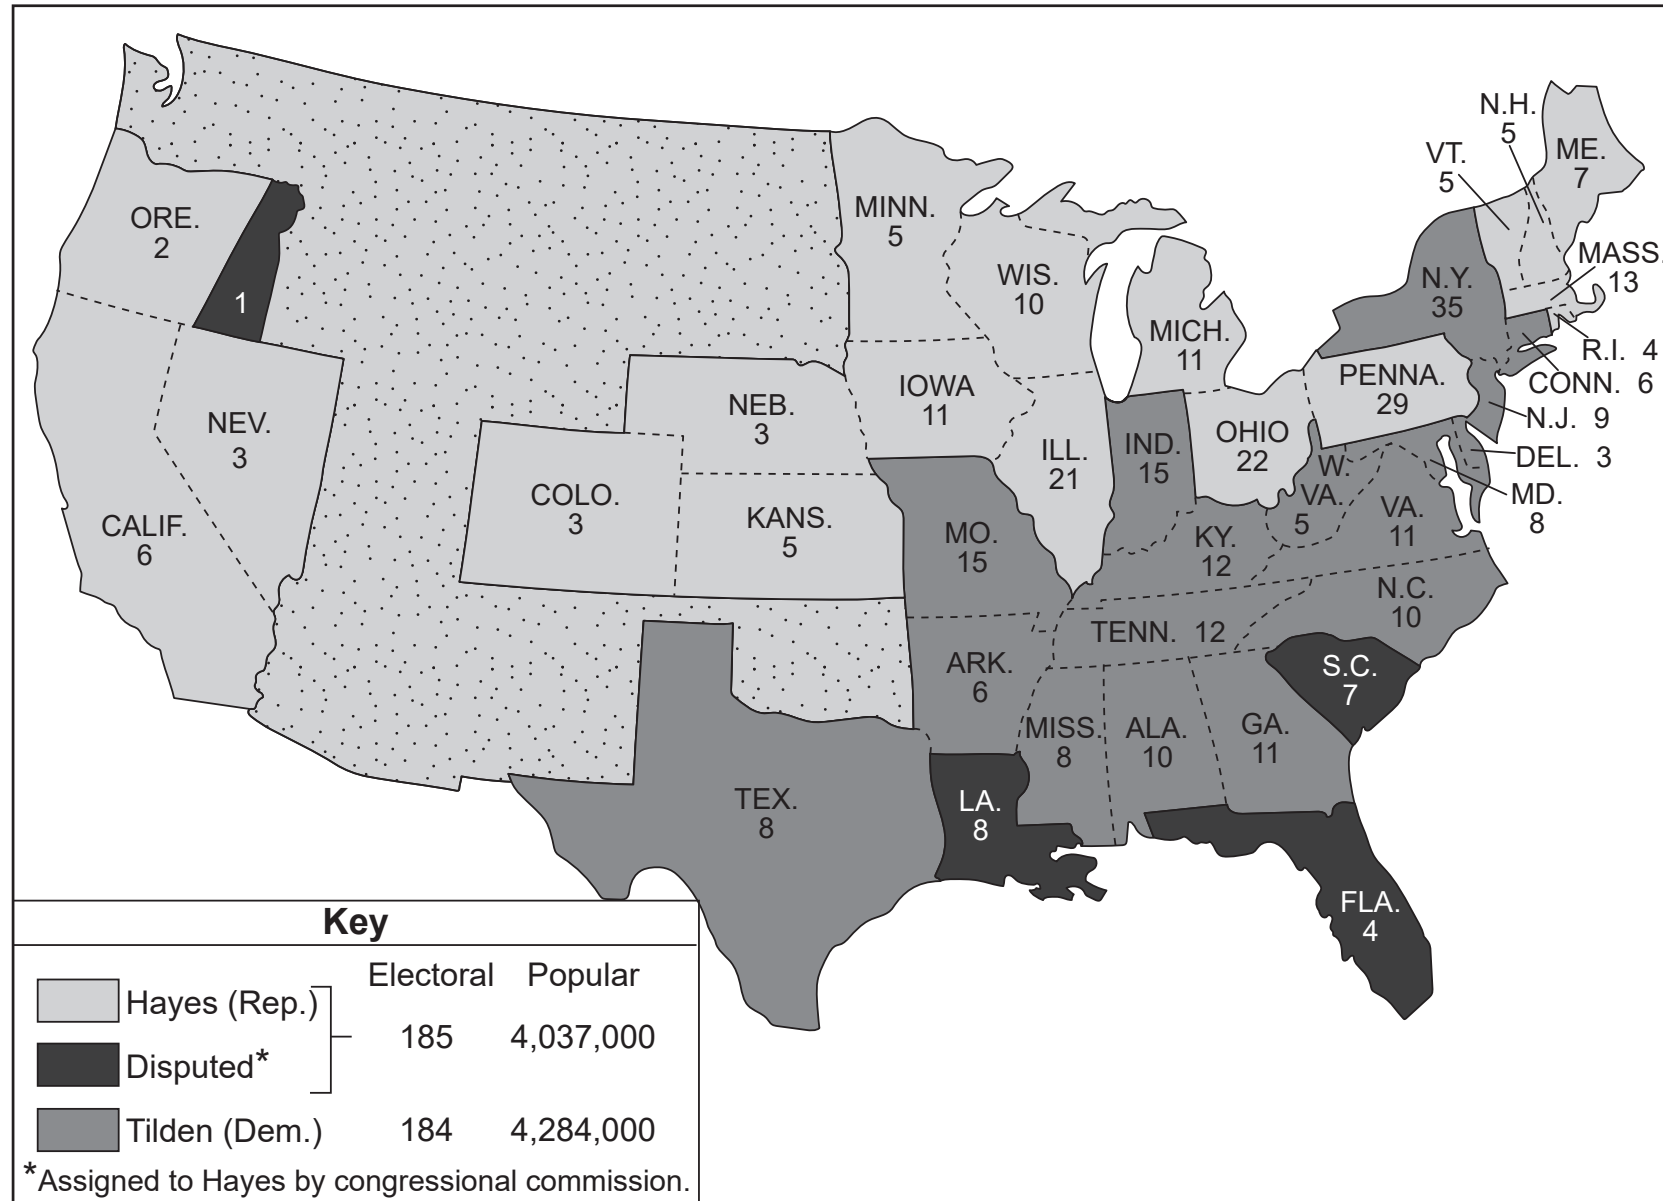 N.H.
5
VT.
5
ME.
7
MASS.
13
R.I. 4
CONN. 6
N.J. 9
DEL. 3
MD.
8
ORE.
2
1
MINN.
5
WIS.
10
MICH.
11
N.Y.
35
PENNA.
29
IOWA
11
NEB.
3
NEV.
3
COLO.
3
KANS.
5
CALIF.
6
ILL.
21
IND.
15
OHIO
22
W.
VA.
5
VA.
11
MO.
15
KY.
12
N.C.
10
TENN. 12
ARK.
6
S.C.
7
MISS.
8
ALA.
10
GA.
11
TEX.
8
LA.
8
FLA.
4
Key
Electoral Popular
Hayes (Rep.)
185 4,037,000
Disputed*
Tilden (Dem.) 184 4,284,000
*Assigned to Hayes by congressional commission.